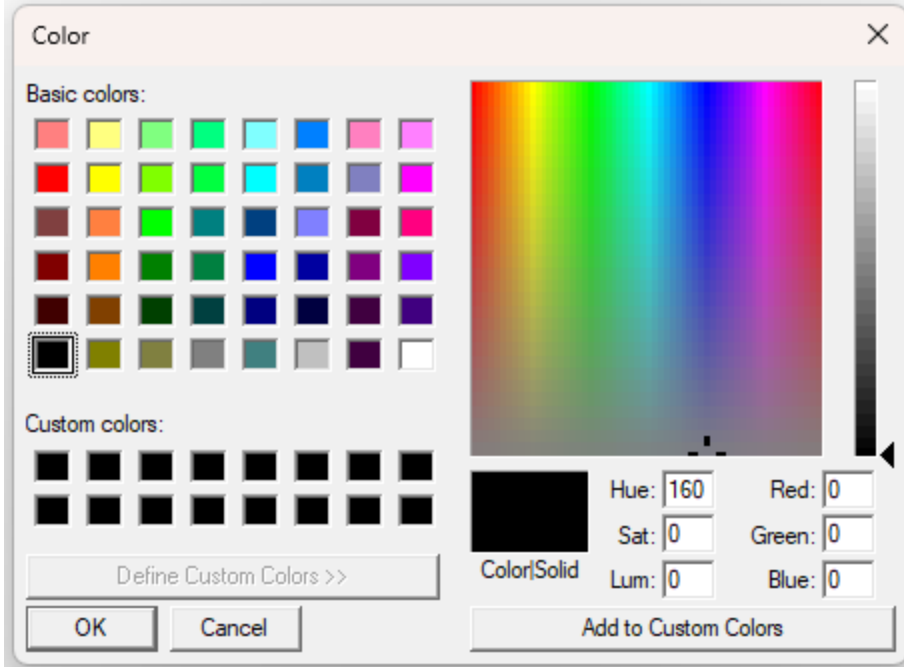 Color
Basic colors:
Custom colors:
Define Custom Colors >>
OK Cancel
Color|Solid
Hue: 160 Red: 0
Sat: 0 Green: 0
Lum: 0 Blue: 0
Add to Custom Colors